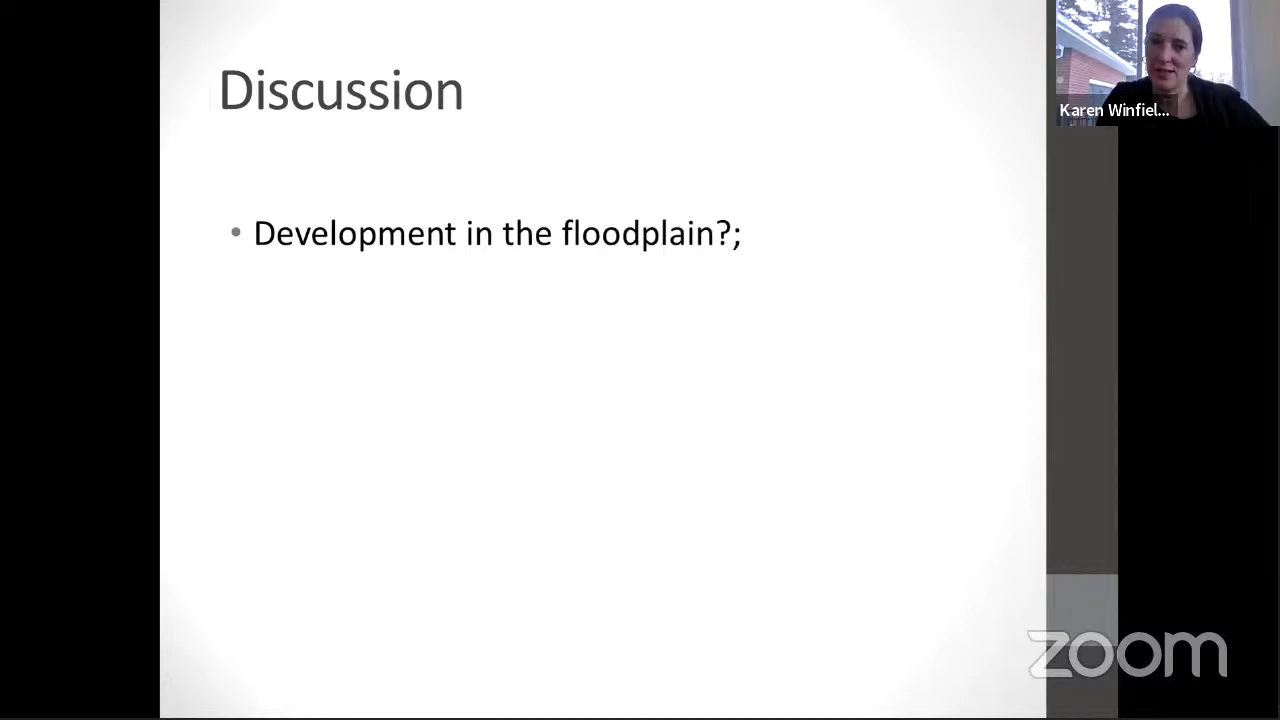 Discussion
• Development in the floodplain?;
Karen Winfiel...
zoom